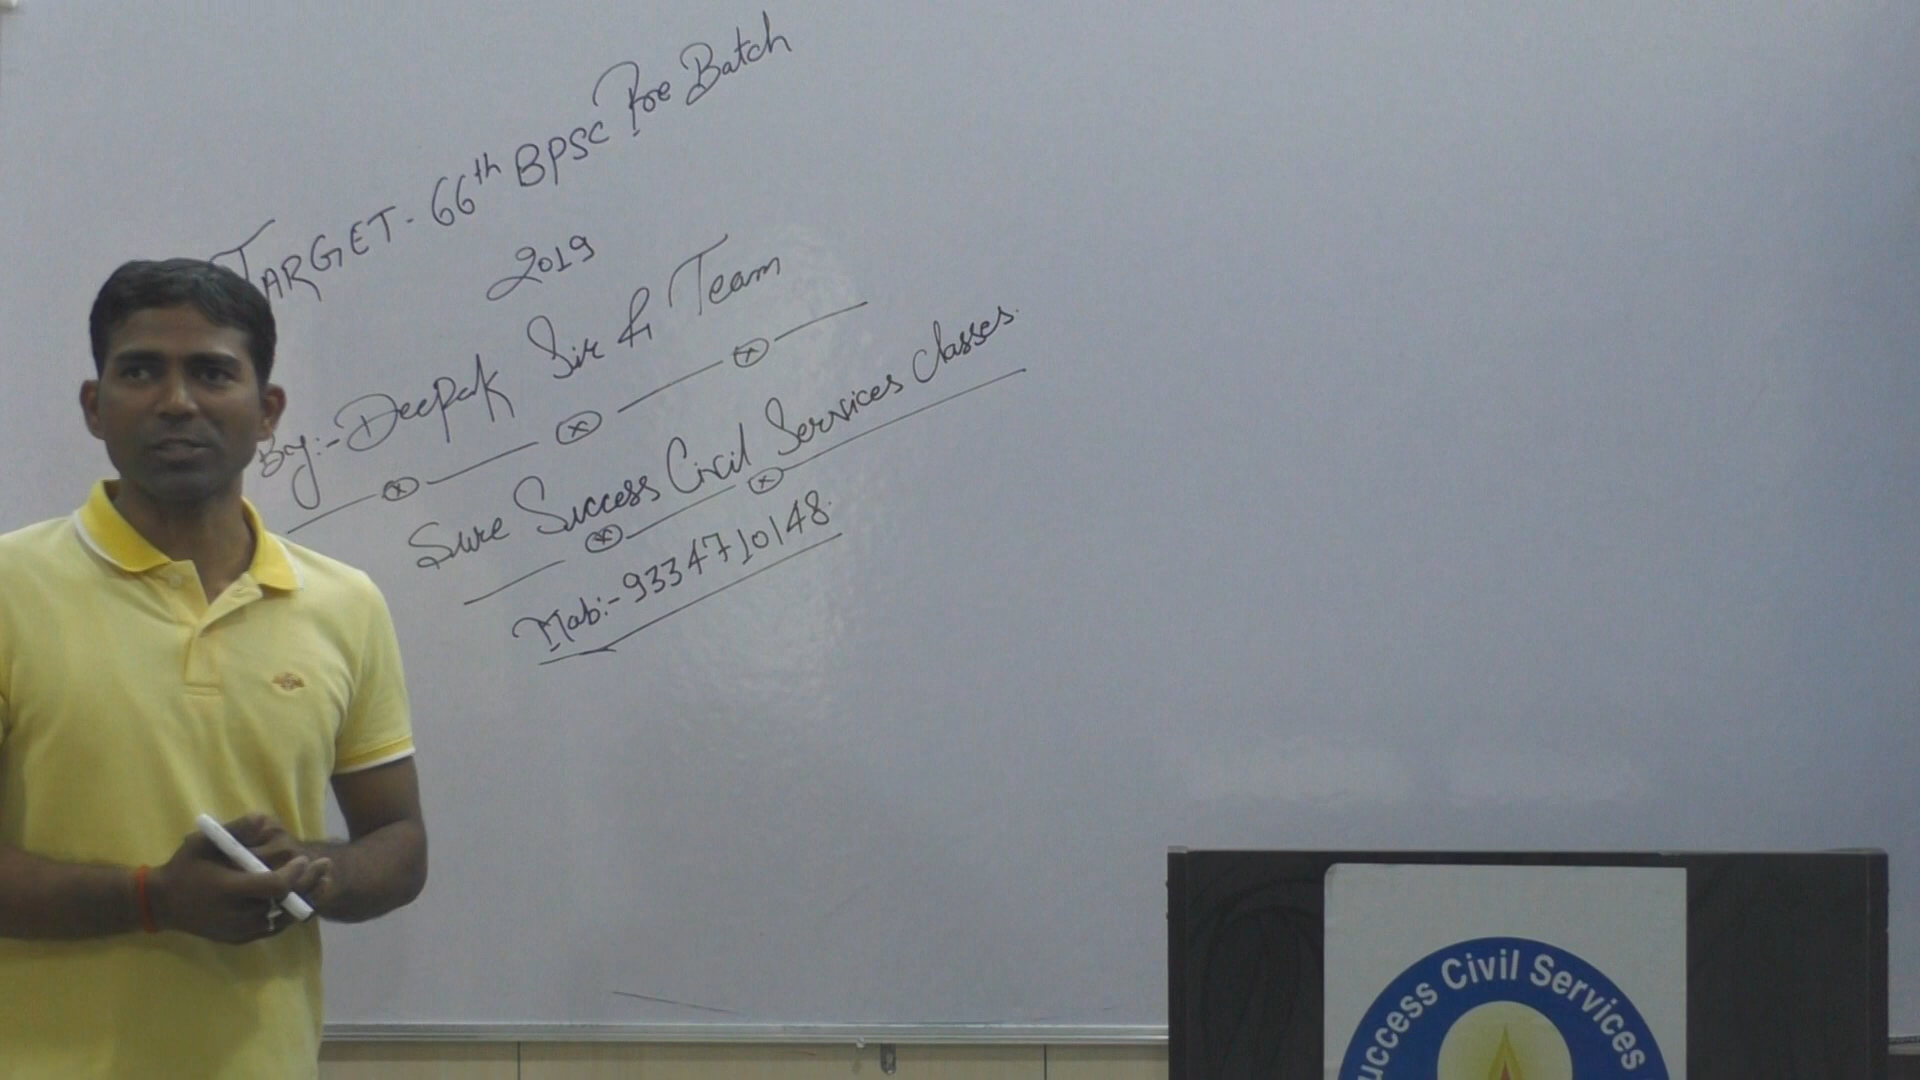 TARGET- 66th BPSC Pre Batch
2019
By:- Deepak Sir & Team
Sure Success Civil Services Classes.
Mob:- 9334710148.
uccess Civil Services